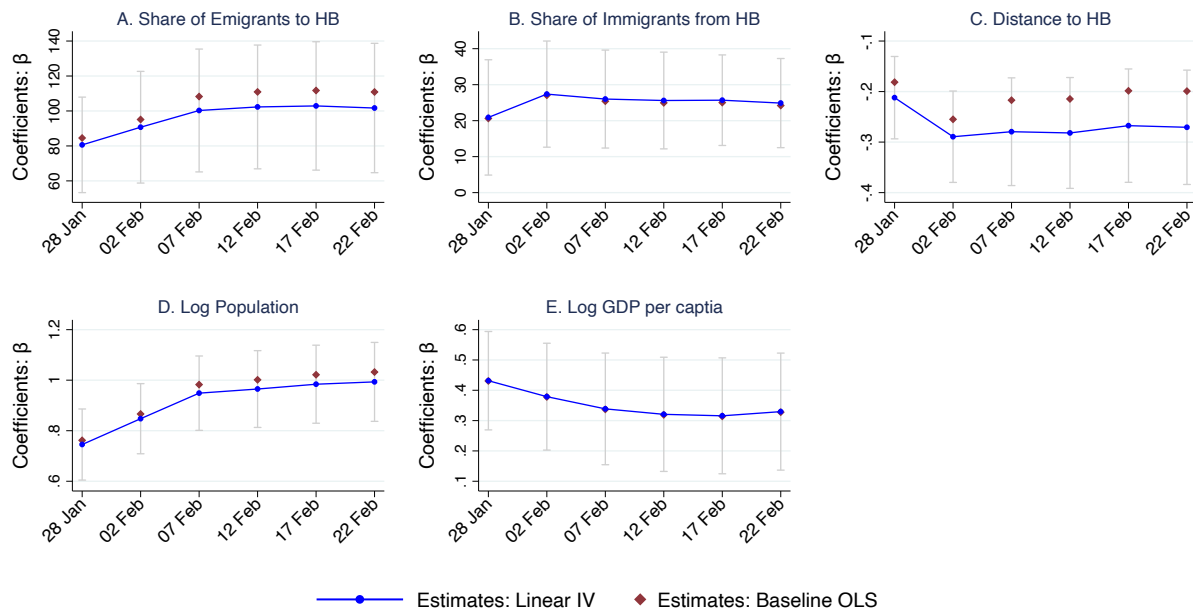 A. Share of Emigrants to HB
Coefficients: β
140
120
100
80
60
28 Jan
02 Feb
07 Feb
12 Feb
17 Feb
22 Feb
B. Share of Immigrants from HB
Coefficients: β
40
30
20
10
0
28 Jan
02 Feb
07 Feb
12 Feb
17 Feb
22 Feb
C. Distance to HB
Coefficients: β
-.1
-.2
-.3
-.4
28 Jan
02 Feb
07 Feb
12 Feb
17 Feb
22 Feb
D. Log Population
Coefficients: β
1.2
1
.8
.6
28 Jan
02 Feb
07 Feb
12 Feb
17 Feb
22 Feb
E. Log GDP per captia
Coefficients: β
.6
.5
.4
.3
.2
.1
28 Jan
02 Feb
07 Feb
12 Feb
17 Feb
22 Feb
Estimates: Linear IV
Estimates: Baseline OLS